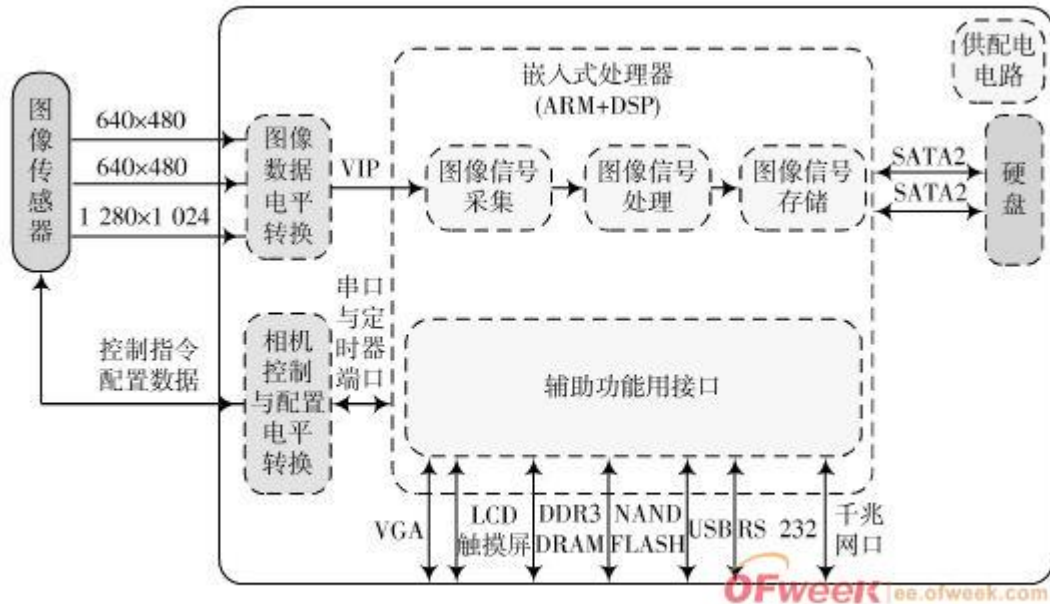 供配电
电路
嵌入式处理器
(ARM+DSP)
图
像
传
感
器
640×480
640×480
1 280×1 024
图像
数据
电平
转换
VIP
图像信号
采集
图像信号
处理
图像信号
存储
SATA2
SATA2
硬
盘
控制指令
配置数据
相机
控制
与配置
电平
转换
串口
与定
时器
端口
辅助功能用接口
VGA
LCD
触摸屏
DDR3
DRAM
NAND
FLASH
USB
RS 232
千兆
网口
OFweek
ee.ofweek.com